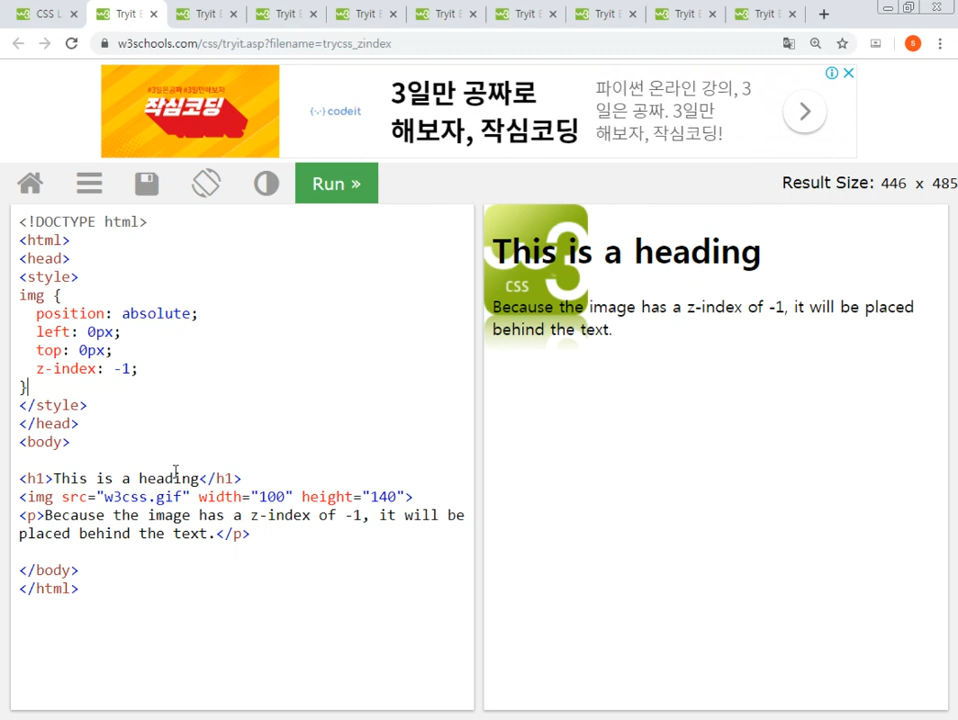 CSS L
Tryit E
Tryit E
Tryit E
Tryit E
Tryit E
Tryit E
Tryit E
Tryit E
Tryit E
w3schools.com/css/tryit.asp?filename=trycss_zindex
S
#3일은공짜 #3일만해보자
작심코딩
codeit
3일만 공짜로
해보자, 작심코딩
파이썬 온라인 강의, 3
일은 공짜. 3일만
해보자, 작심코딩!
Run »
Result Size: 446 x 485
<!DOCTYPE html>
<html>
<head>
<style>
img {
position: absolute;
left: 0px;
top: 0px;
z-index: -1;
}
</style>
</head>
<body>
<h1>This is a heading</h1>
<img src="w3css.gif" width="100" height="140">
<p>Because the image has a z-index of -1, it will be
placed behind the text.</p>
</body>
</html>
This is a heading
CSS
Because the image has a z-index of -1, it will be placed
behind the text.